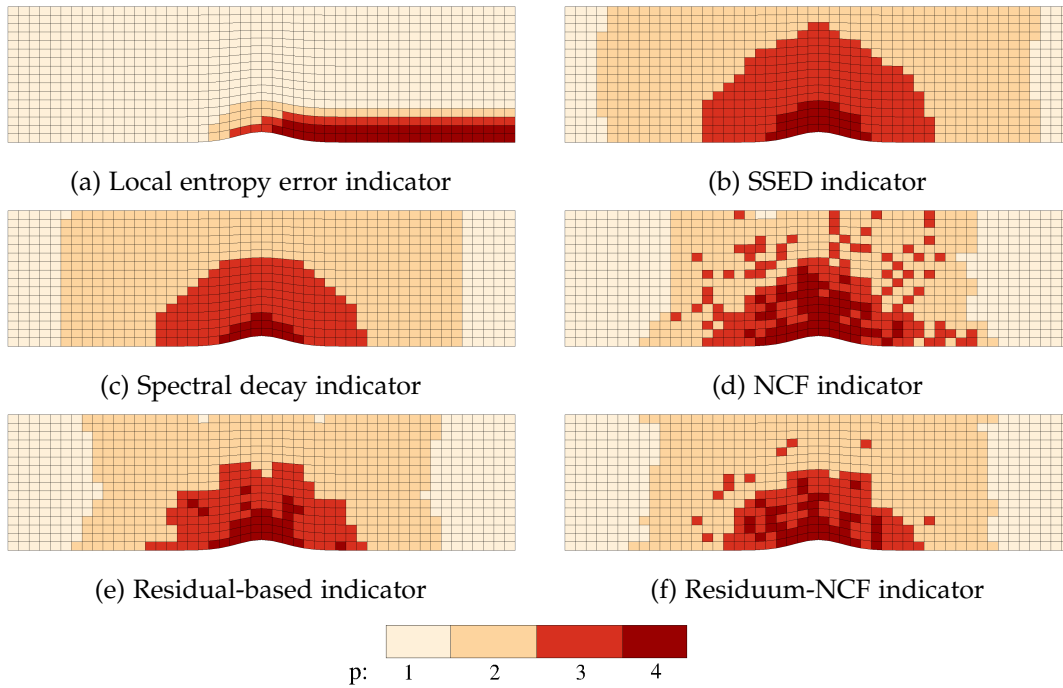 (a) Local entropy error indicator
(b) SSED indicator
(c) Spectral decay indicator
(d) NCF indicator
(e) Residual-based indicator
(f) Residuum-NCF indicator
p: 1 2 3 4